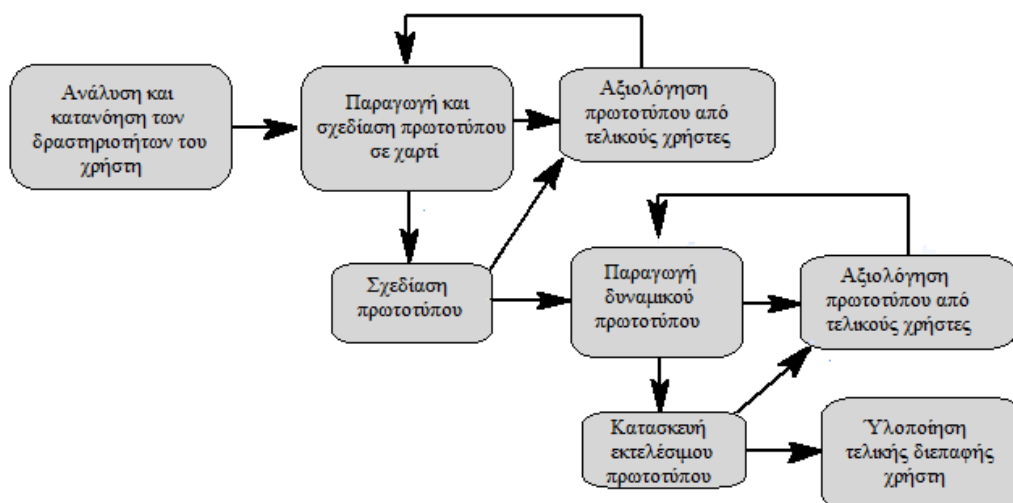 Ανάλυση και
κατανόηση των
δραστηριοτήτων του
χρήστη
Παραγωγή και
σχεδίαση πρωτοτύπου
σε χαρτί
Αξιολόγηση
πρωτοτύπου από
τελικούς χρήστες
Σχεδίαση
πρωτοτύπου
Παραγωγή
δυναμικού
πρωτοτύπου
Αξιολόγηση
πρωτοτύπου από
τελικούς χρήστες
Κατασκευή
εκτελέσιμου
πρωτοτύπου
Ύλοποίηση
τελικής διεπαφής
χρήστη